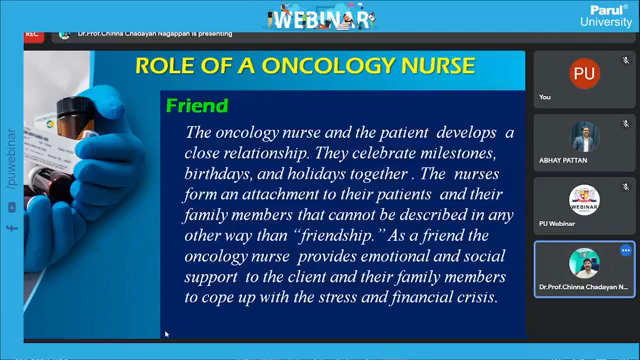 WEBINAR
Parul®
University
REC
Dr.Prof.Chinna Chadayan Nagappan is presenting
ROLE OF A ONCOLOGY NURSE
Friend
The oncology nurse and the patient develops a
close relationship. They celebrate milestones,
birthdays, and holidays together . The nurses
form an attachment to their patients and their
family members that cannot be described in any
other way than “friendship.” As a friend the
oncology nurse provides emotional and social
support to the client and their family members
to cope up with the stress and financial crisis.
PU
You
ABHAY PATTAN
WEBINAR
PU Webinar
Dr.Prof.Chinna Chadayan N...
/puwebinar